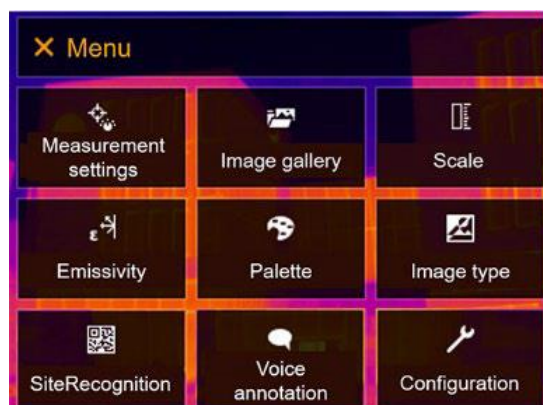 Menu
Measurement
settings
Image gallery
Scale
Emissivity
Palette
Image type
SiteRecognition
Voice
annotation
Configuration